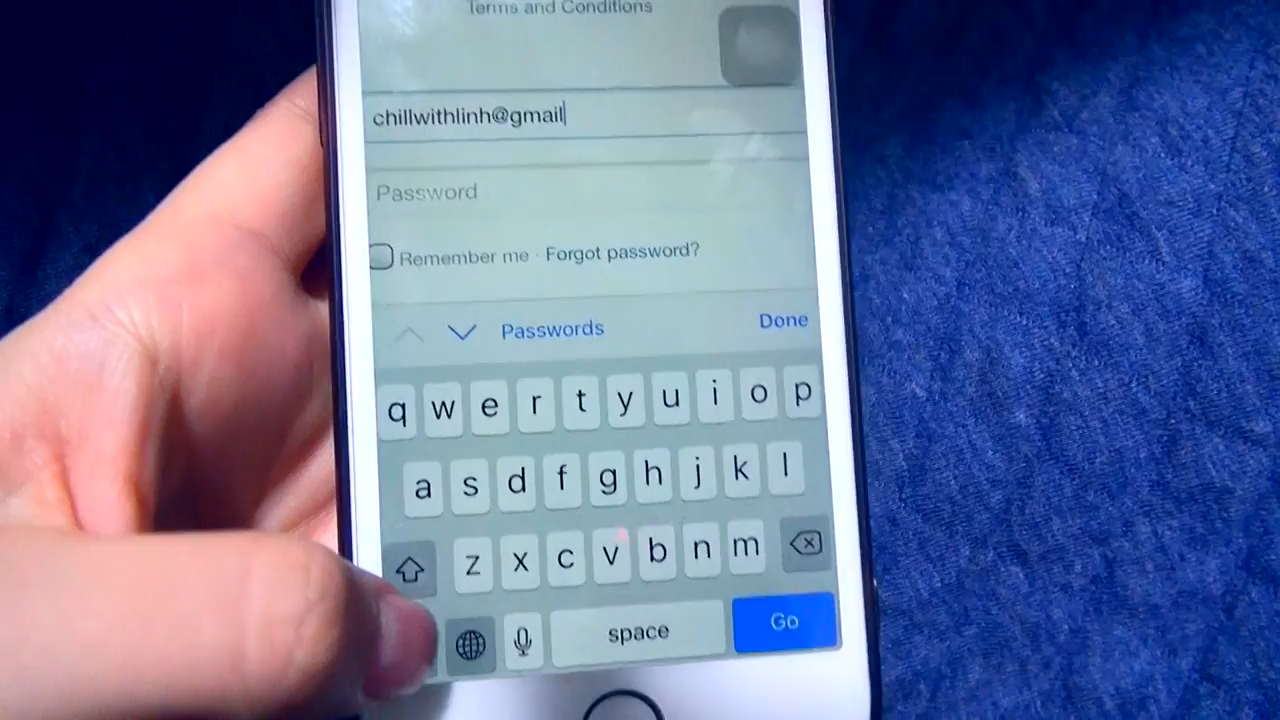 Terms and Conditions
chillwithlinh@gmail
Password
Remember me · Forgot password?
Passwords Done
q w e r t y u i o p
a s d f g h j k l
z x c v b n m
space Go